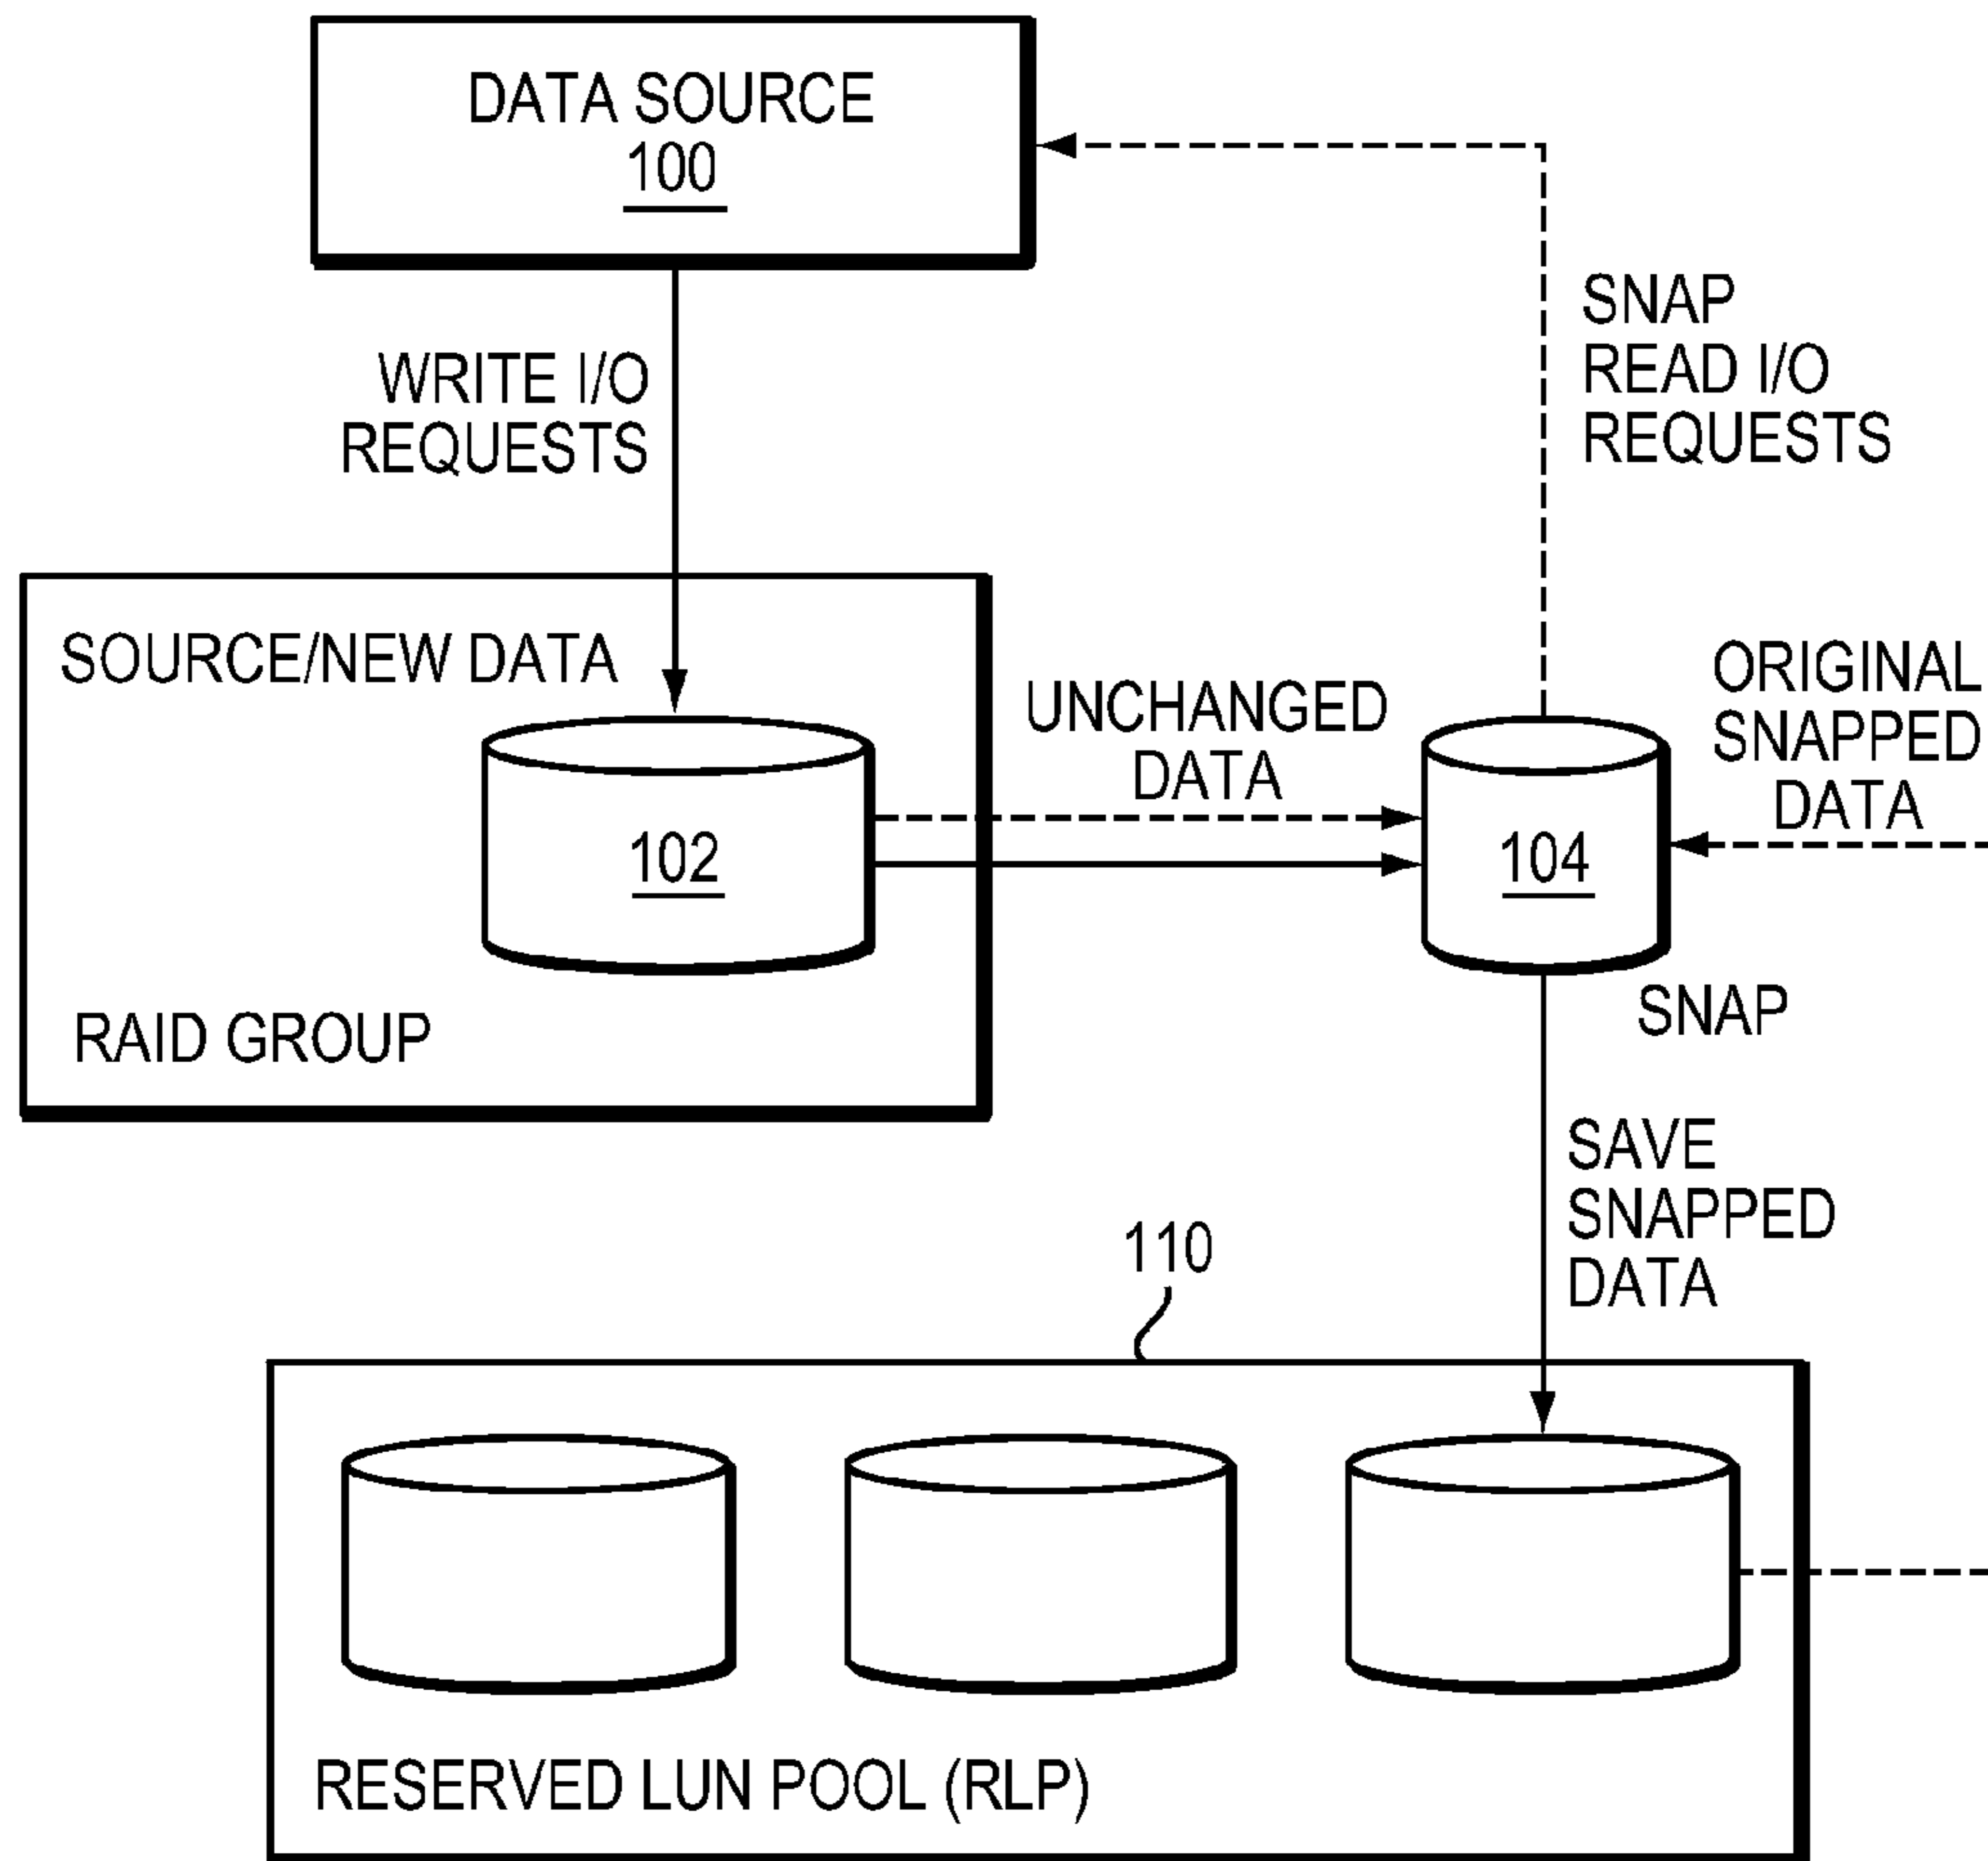 DATA SOURCE
100
WRITE I/O
REQUESTS
SNAP
READ I/O
REQUESTS
SOURCE/NEW DATA
102
RAID GROUP
UNCHANGED
DATA
104
SNAP
ORIGINAL
SNAPPED
DATA
SAVE
SNAPPED
DATA
110
RESERVED LUN POOL (RLP)